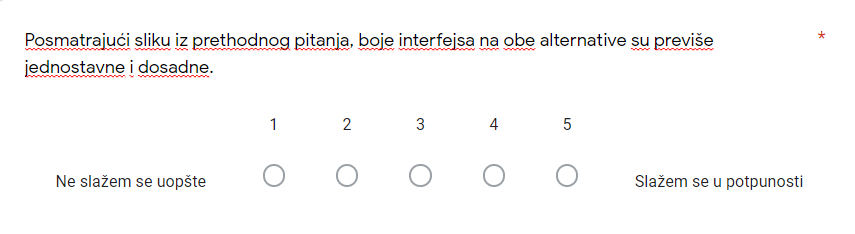 Posmatrajući sliku iz prethodnog pitanja, boje interfejsa na obe alternative su previše *
jednostavne i dosadne.
1 2 3 4 5
Ne slažem se uopšte Slažem se u potpunosti